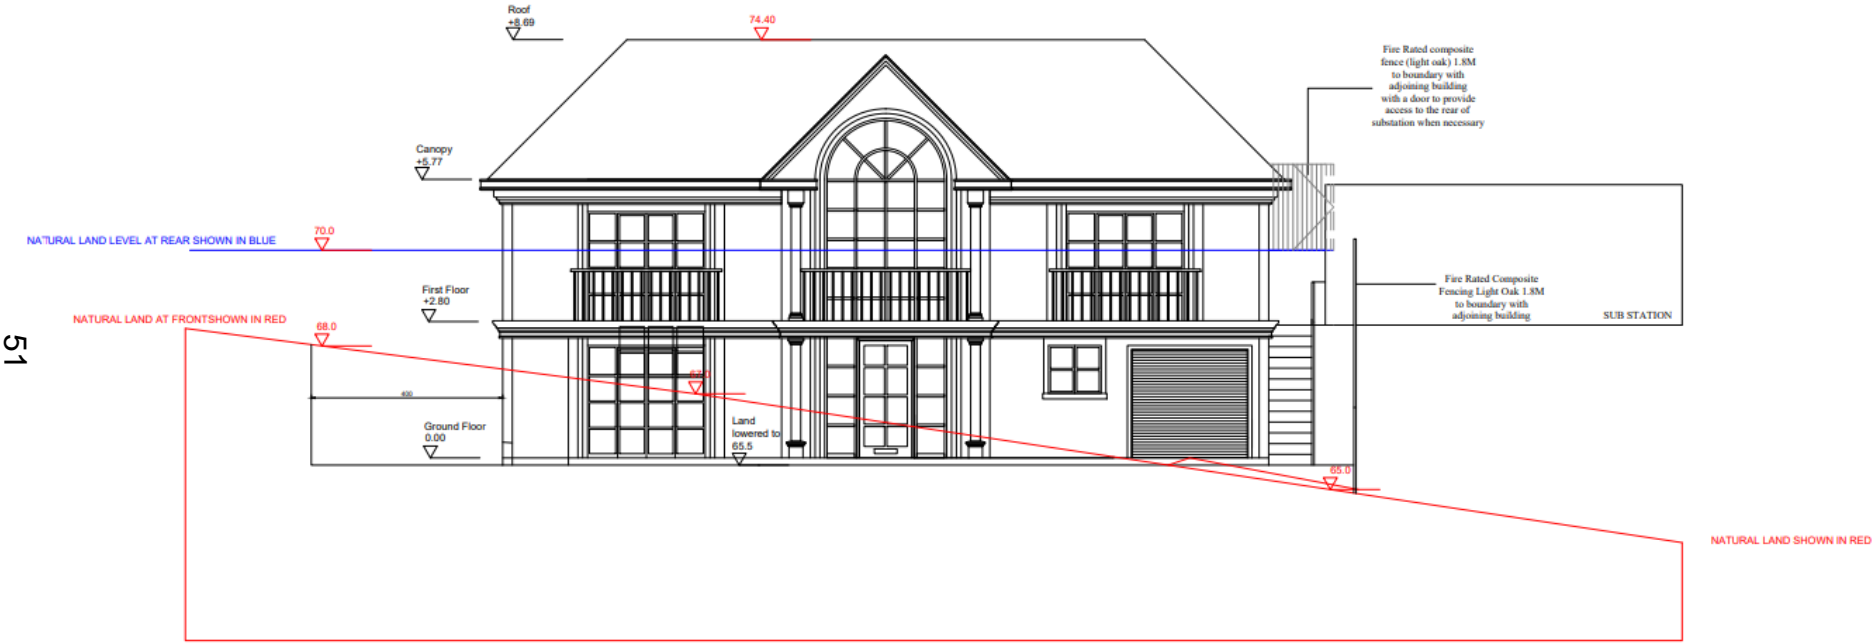 Roof
+8.69
74.40
Fire Rated composite
fence (light oak) 1.8M
to boundary with
adjoining building
with a door to provide
access to the rear of
substation when necessary
Canopy
+5.77
NATURAL LAND LEVEL AT REAR SHOWN IN BLUE
70.0
First Floor
+2.80
Fire Rated Composite
Fencing Light Oak 1.8M
to boundary with
adjoining building
SUB STATION
NATURAL LAND AT FRONTSHOWN IN RED
68.0
51
67.0
400
Ground Floor
0.00
Land
lowered to
65.5
65.0
NATURAL LAND SHOWN IN RED